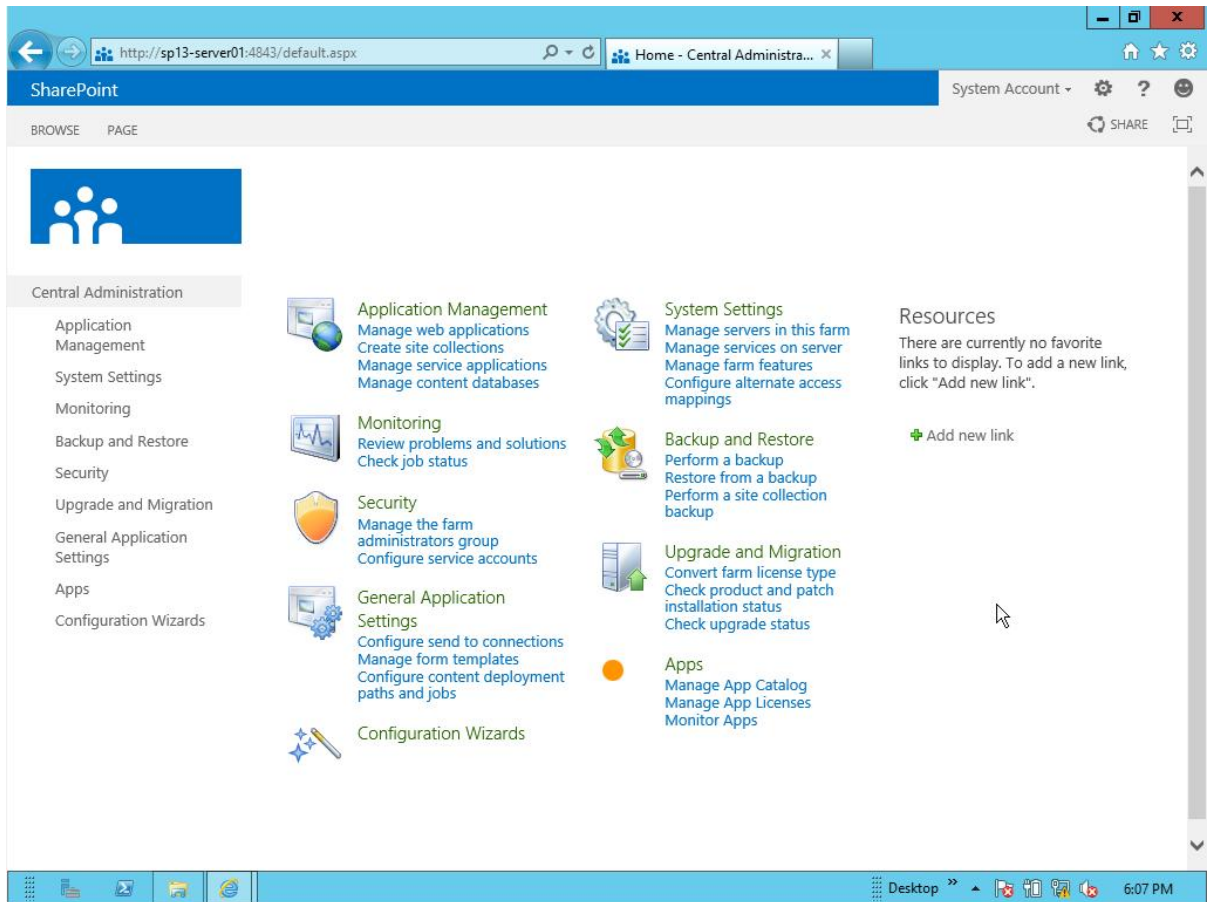 http://sp13-server01:4843/default.aspx
Home - Central Administra...
SharePoint
System Account
?
BROWSE
PAGE
SHARE
Central Administration
Application
Management
System Settings
Monitoring
Backup and Restore
Security
Upgrade and Migration
General Application
Settings
Apps
Configuration Wizards
Application Management
Manage web applications
Create site collections
Manage service applications
Manage content databases
Monitoring
Review problems and solutions
Check job status
Security
Manage the farm
administrators group
Configure service accounts
General Application
Settings
Configure send to connections
Manage form templates
Configure content deployment
paths and jobs
Configuration Wizards
System Settings
Manage servers in this farm
Manage services on server
Manage farm features
Configure alternate access
mappings
Backup and Restore
Perform a backup
Restore from a backup
Perform a site collection
backup
Upgrade and Migration
Convert farm license type
Check product and patch
installation status
Check upgrade status
Apps
Manage App Catalog
Manage App Licenses
Monitor Apps
Resources
There are currently no favorite
links to display. To add a new link,
click "Add new link".
Add new link
Desktop
6:07 PM